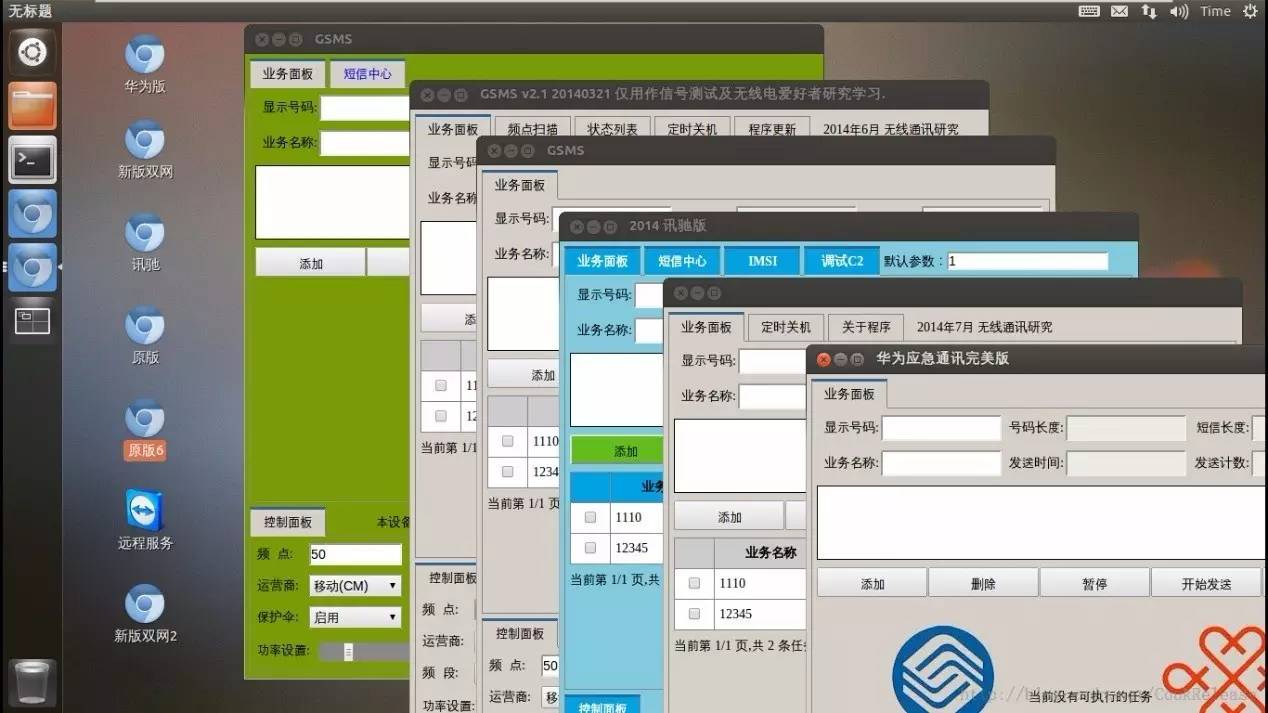 无标题
Time
华为版
新版双网
讯驰
原版
原版6
远程服务
新版双网2
GSMS
业务面板 短信中心
显示号码:
业务名称:
添加
控制面板 本设备
频 点: 50
运营商: 移动(CM)
保护伞: 启用
功率设置:
GSMS v2.1 20140321 仅用作信号测试及无线电爱好者研究学习.
业务面板 频点扫描 状态列表 定时关机 程序更新 2014年6月 无线通讯研究
显示号码
业务名称
添
11
12
当前第 1/1
控制面板
频 点:
运营商:
频 段:
功率设置:
GSMS
业务面板
显示号码:
业务名称:
添加
1110
1234
当前第 1/1 页
控制面板
频 点: 50
运营商: 移
2014 讯驰版
业务面板 短信中心 IMSI 调试C2 默认参数: 1
显示号码:
业务名称:
添加
业务
1110
12345
当前第 1/1 页,共
控制面板
业务面板 定时关机 关于程序 2014年7月 无线通讯研究
显示号码:
业务名称:
添加
业务名称
1110
12345
当前第 1/1 页,共 2 条任
华为应急通讯完美版
业务面板
显示号码: 号码长度: 短信长度:
业务名称: 发送时间: 发送计数:
添加 删除 暂停 开始发送
当前没有可执行的任务